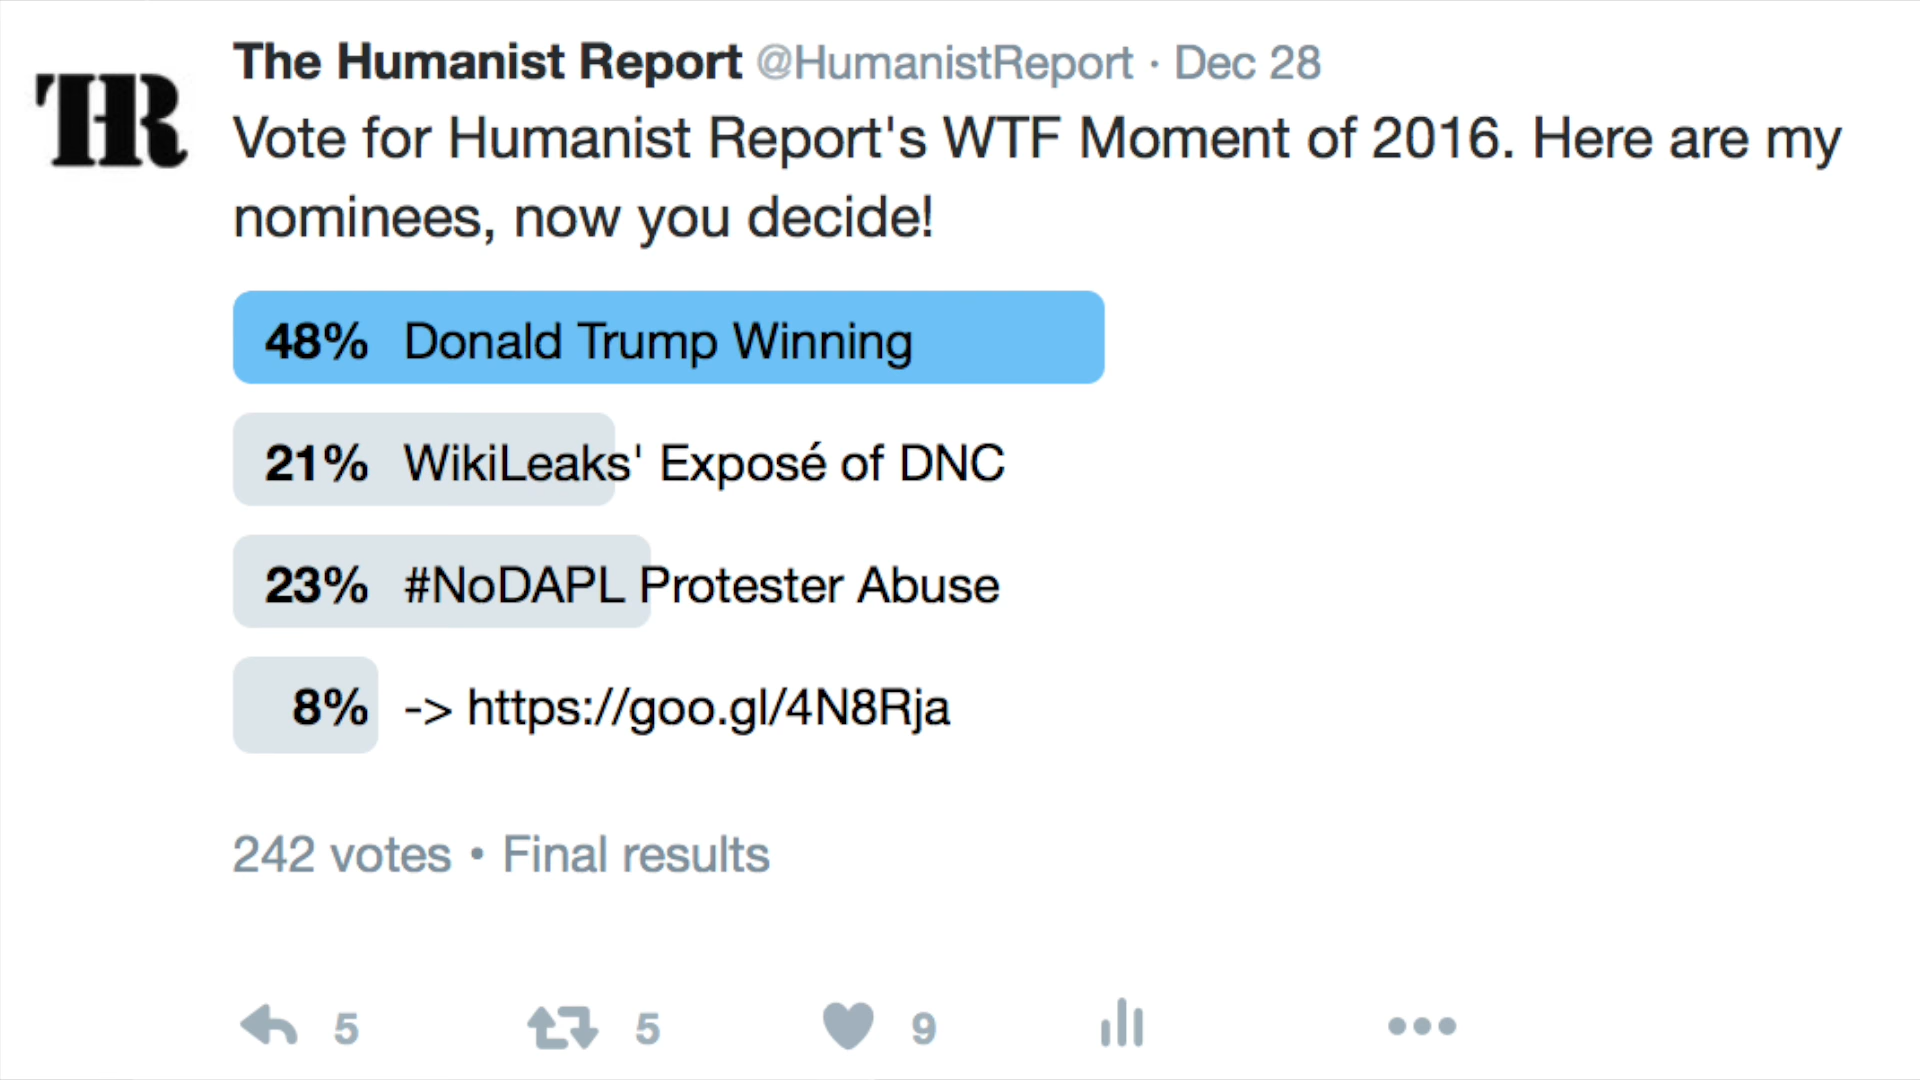 THR
The Humanist Report @HumanistReport · Dec 28
Vote for Humanist Report's WTF Moment of 2016. Here are my
nominees, now you decide!
48% Donald Trump Winning
21% WikiLeaks' Exposé of DNC
23% #NoDAPL Protester Abuse
8% -> https://goo.gl/4N8Rja
242 votes • Final results
5 5 9